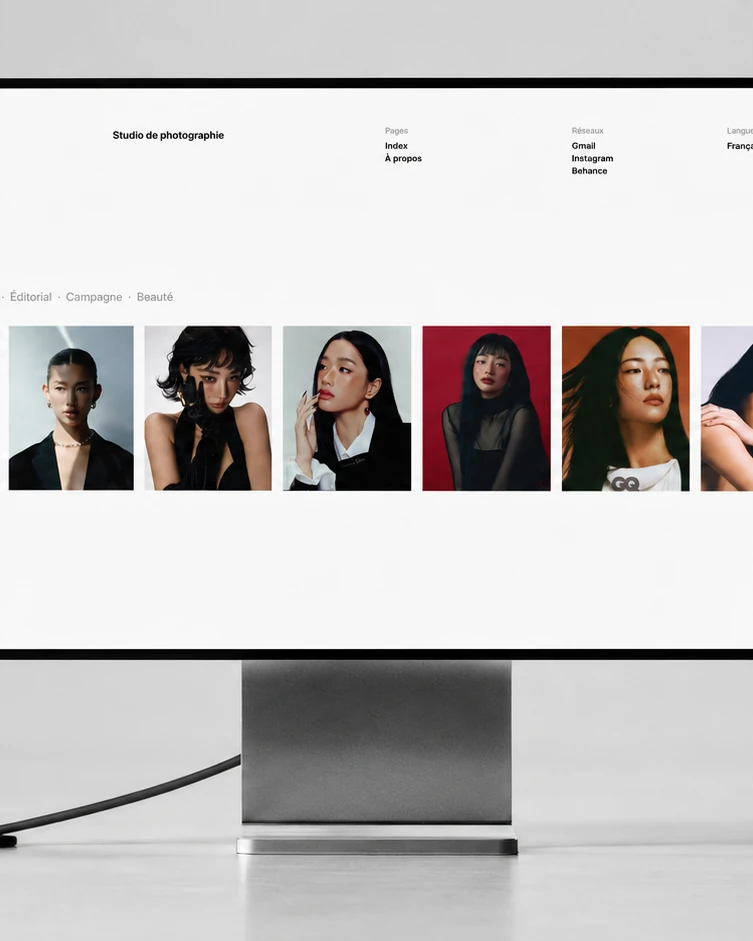 Studio de photographie
Pages
Index
À propos
Réseaux
Gmail
Instagram
Behance
· Éditorial · Campagne · Beauté
GQ